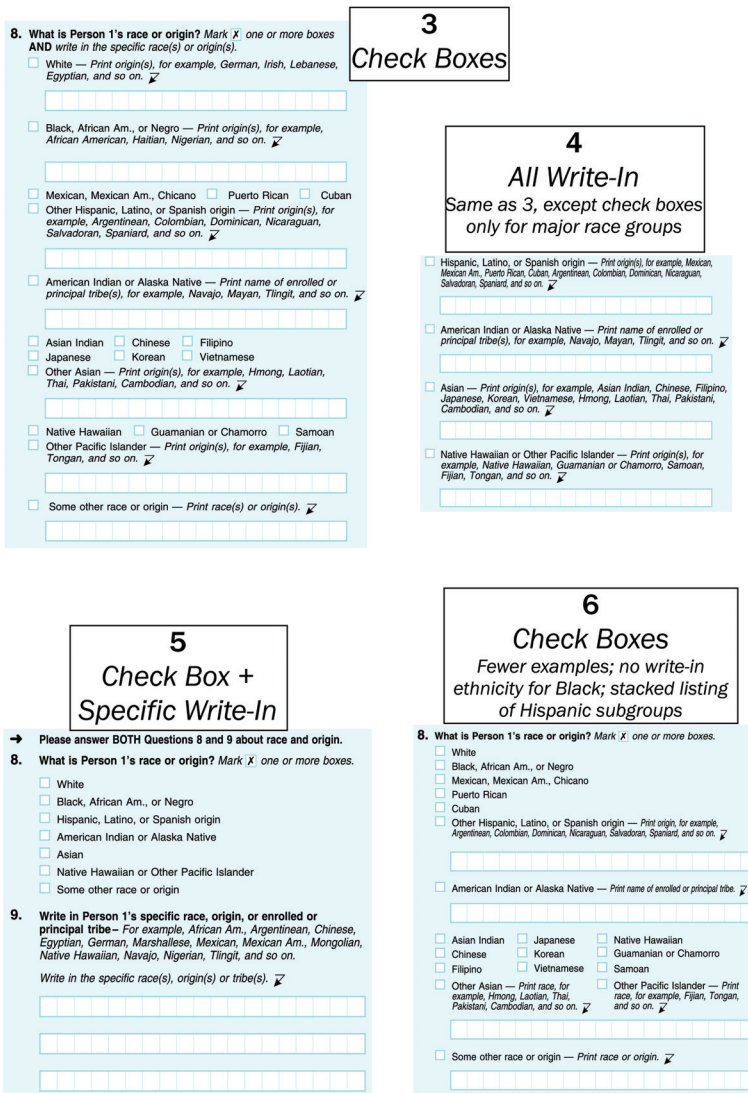 3
Check Boxes
8. What is Person 1's race or origin? Mark X one or more boxes
AND write in the specific race(s) or origin(s).
White — Print origin(s), for example, German, Irish, Lebanese,
Egyptian, and so on.
Black, African Am., or Negro — Print origin(s), for example,
African American, Haitian, Nigerian, and so on.
Mexican, Mexican Am., Chicano Puerto Rican Cuban
Other Hispanic, Latino, or Spanish origin — Print origin(s), for
example, Argentinean, Colombian, Dominican, Nicaraguan,
Salvadoran, Spaniard, and so on.
American Indian or Alaska Native — Print name of enrolled or
principal tribe(s), for example, Navajo, Mayan, Tlingit, and so on.
Asian Indian Chinese Filipino
Japanese Korean Vietnamese
Other Asian — Print origin(s), for example, Hmong, Laotian,
Thai, Pakistani, Cambodian, and so on.
Native Hawaiian Guamanian or Chamorro Samoan
Other Pacific Islander — Print origin(s), for example, Fijian,
Tongan, and so on.
Some other race or origin — Print race(s) or origin(s).
4
All Write-In
Same as 3, except check boxes
only for major race groups
Hispanic, Latino, or Spanish origin — Print origin(s), for example, Mexican,
Mexican Am., Puerto Rican, Cuban, Argentinean, Colombian, Dominican, Nicaraguan,
Salvadoran, Spaniard, and so on.
American Indian or Alaska Native — Print name of enrolled or
principal tribe(s), for example, Navajo, Mayan, Tlingit, and so on.
Asian — Print origin(s), for example, Asian Indian, Chinese, Filipino,
Japanese, Korean, Vietnamese, Hmong, Laotian, Thai, Pakistani,
Cambodian, and so on.
Native Hawaiian or Other Pacific Islander — Print origin(s), for
example, Native Hawaiian, Guamanian or Chamorro, Samoan,
Fijian, Tongan, and so on.
5
Check Box +
Specific Write-In
➔ Please answer BOTH Questions 8 and 9 about race and origin.
8. What is Person 1's race or origin? Mark X one or more boxes.
White
Black, African Am., or Negro
Hispanic, Latino, or Spanish origin
American Indian or Alaska Native
Asian
Native Hawaiian or Other Pacific Islander
Some other race or origin
9. Write in Person 1's specific race, origin, or enrolled or
principal tribe – For example, African Am., Argentinean, Chinese,
Egyptian, German, Marshallese, Mexican, Mexican Am., Mongolian,
Native Hawaiian, Navajo, Nigerian, Tlingit, and so on.
Write in the specific race(s), origin(s) or tribe(s).
6
Check Boxes
Fewer examples; no write-in
ethnicity for Black; stacked listing
of Hispanic subgroups
8. What is Person 1's race or origin? Mark X one or more boxes.
White
Black, African Am., or Negro
Mexican, Mexican Am., Chicano
Puerto Rican
Cuban
Other Hispanic, Latino, or Spanish origin — Print origin, for example,
Argentinean, Colombian, Dominican, Nicaraguan, Salvadoran, Spaniard, and so on.
American Indian or Alaska Native — Print name of enrolled or principal tribe.
Asian Indian Japanese Native Hawaiian
Chinese Korean Guamanian or Chamorro
Filipino Vietnamese Samoan
Other Asian — Print race, for
example, Hmong, Laotian, Thai,
Pakistani, Cambodian, and so on.
Other Pacific Islander — Print
race, for example, Fijian, Tongan,
and so on.
Some other race or origin — Print race or origin.